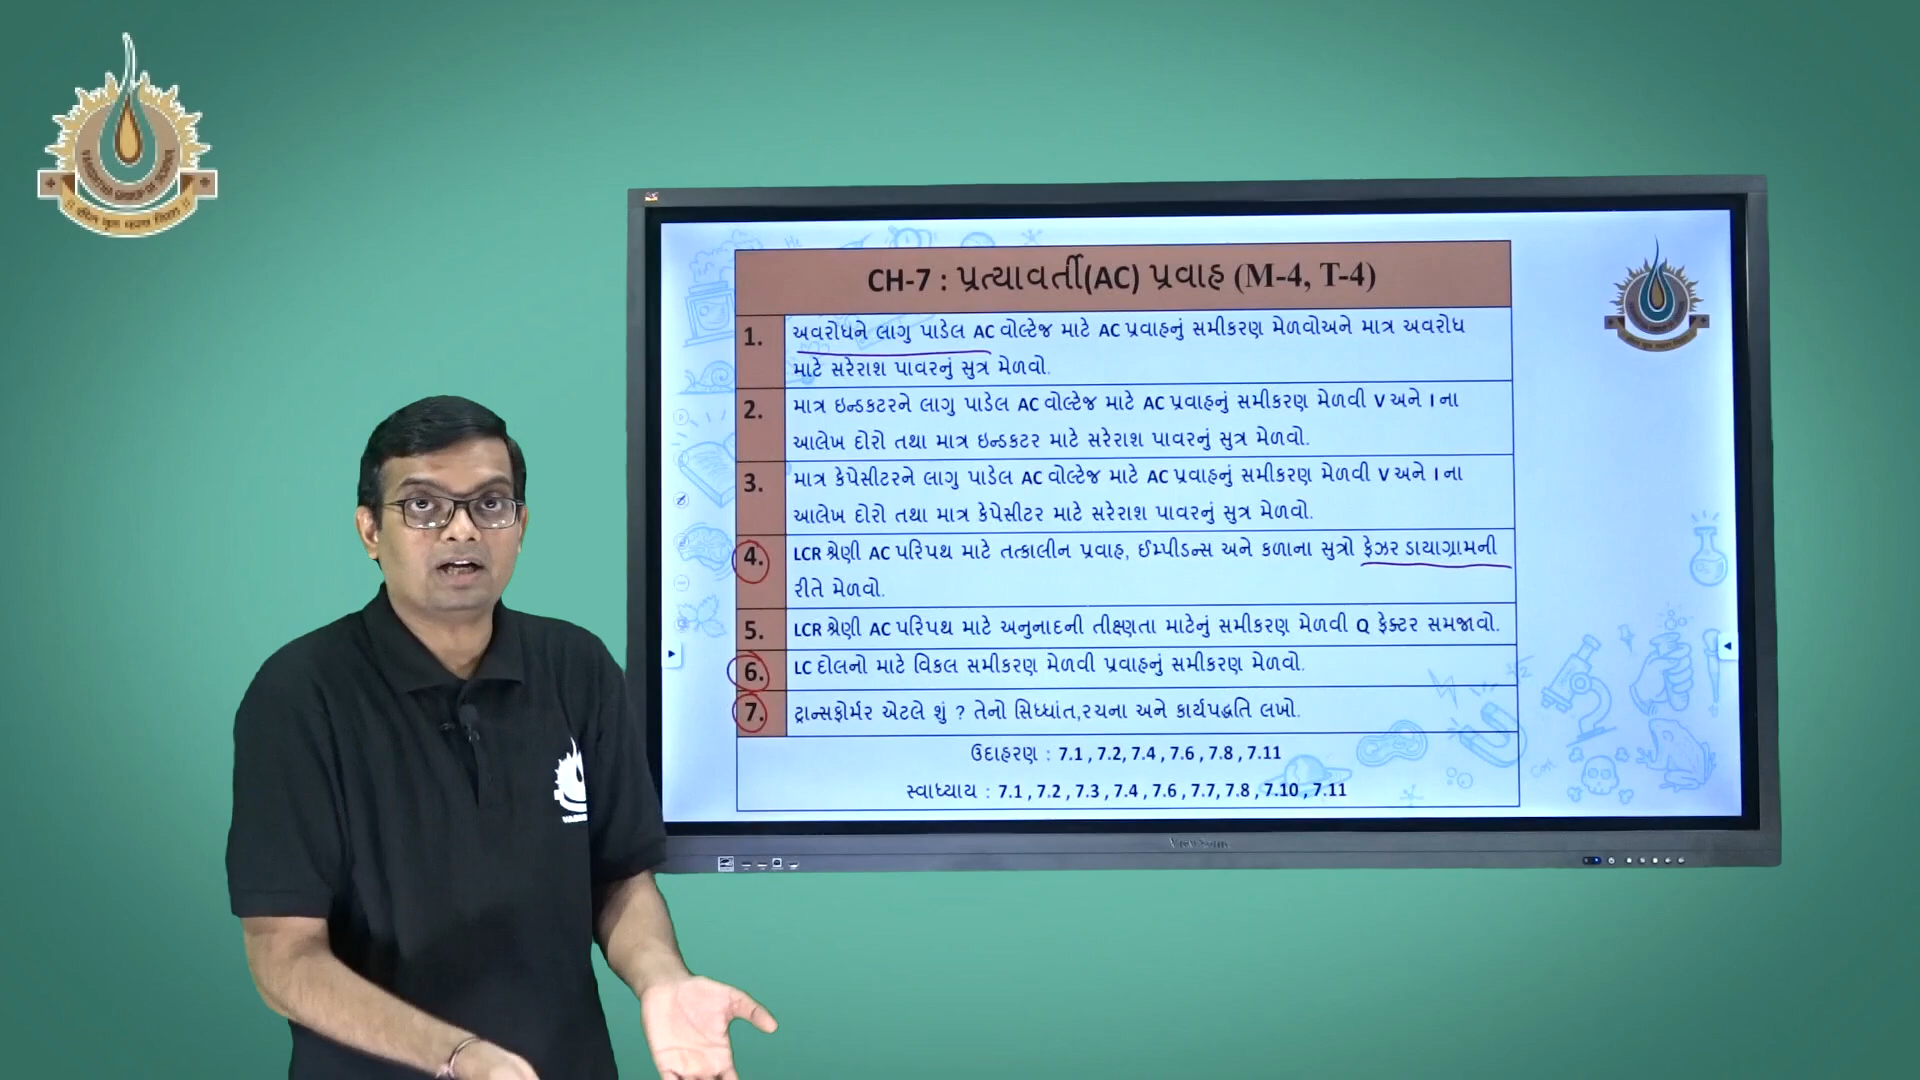 CH-7 : પ્રત્યાવર્તી(AC) પ્રવાહ (M-4, T-4)
1. અવરોધને લાગુ પાડેલ AC વોલ્ટેજ માટે AC પ્રવાહનું સમીકરણ મેળવોઅને માત્ર અવરોધ
માટે સરેરાશ પાવરનું સુત્ર મેળવો.
2. માત્ર ઇન્ડકટરને લાગુ પાડેલ AC વોલ્ટેજ માટે AC પ્રવાહનું સમીકરણ મેળવી V અને I ના
આલેખ દોરો તથા માત્ર ઇન્ડકટર માટે સરેરાશ પાવરનું સુત્ર મેળવો.
3. માત્ર કેપેસીટરને લાગુ પાડેલ AC વોલ્ટેજ માટે AC પ્રવાહનું સમીકરણ મેળવી V અને I ના
આલેખ દોરો તથા માત્ર કેપેસીટર માટે સરેરાશ પાવરનું સુત્ર મેળવો.
4. LCR શ્રેણી AC પરિપથ માટે તત્કાલીન પ્રવાહ, ઈમ્પીડન્સ અને કળાના સુત્રો ફેઝર ડાયાગ્રામની
રીતે મેળવો.
5. LCR શ્રેણી AC પરિપથ માટે અનુનાદની તીક્ષ્ણતા માટેનું સમીકરણ મેળવી Q ફેક્ટર સમજાવો.
6. LC દોલનો માટે વિકલ સમીકરણ મેળવી પ્રવાહનું સમીકરણ મેળવો.
7. ટ્રાન્સફોર્મર એટલે શું ? તેનો સિધ્ધાંત,રચના અને કાર્યપદ્ધતિ લખો.
ઉદાહરણ : 7.1 , 7.2, 7.4 , 7.6 , 7.8 , 7.11
સ્વાધ્યાય : 7.1 , 7.2 , 7.3 , 7.4 , 7.6 , 7.7, 7.8 , 7.10 , 7.11